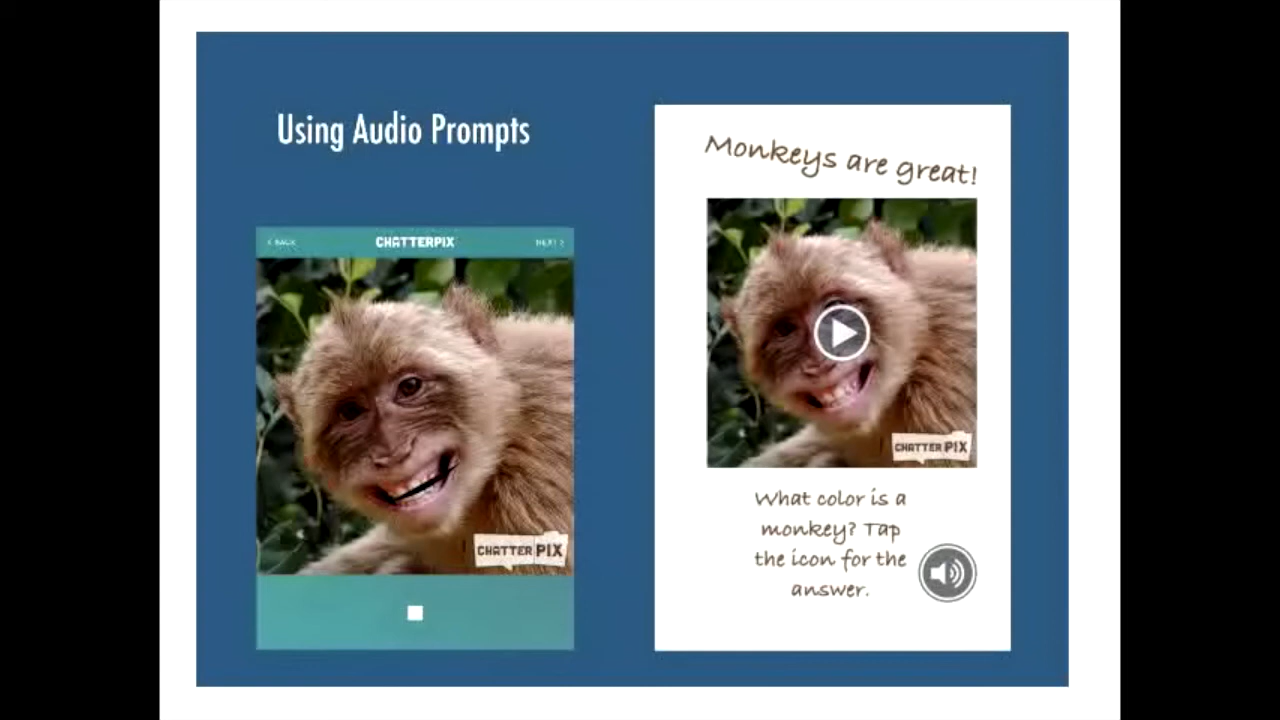 Using Audio Prompts
< BACK
CHATTERPIX
NEXT >
CHATTER PIX
Monkeys are great!
CHATTER PIX
What color is a
monkey? Tap
the icon for the
answer.